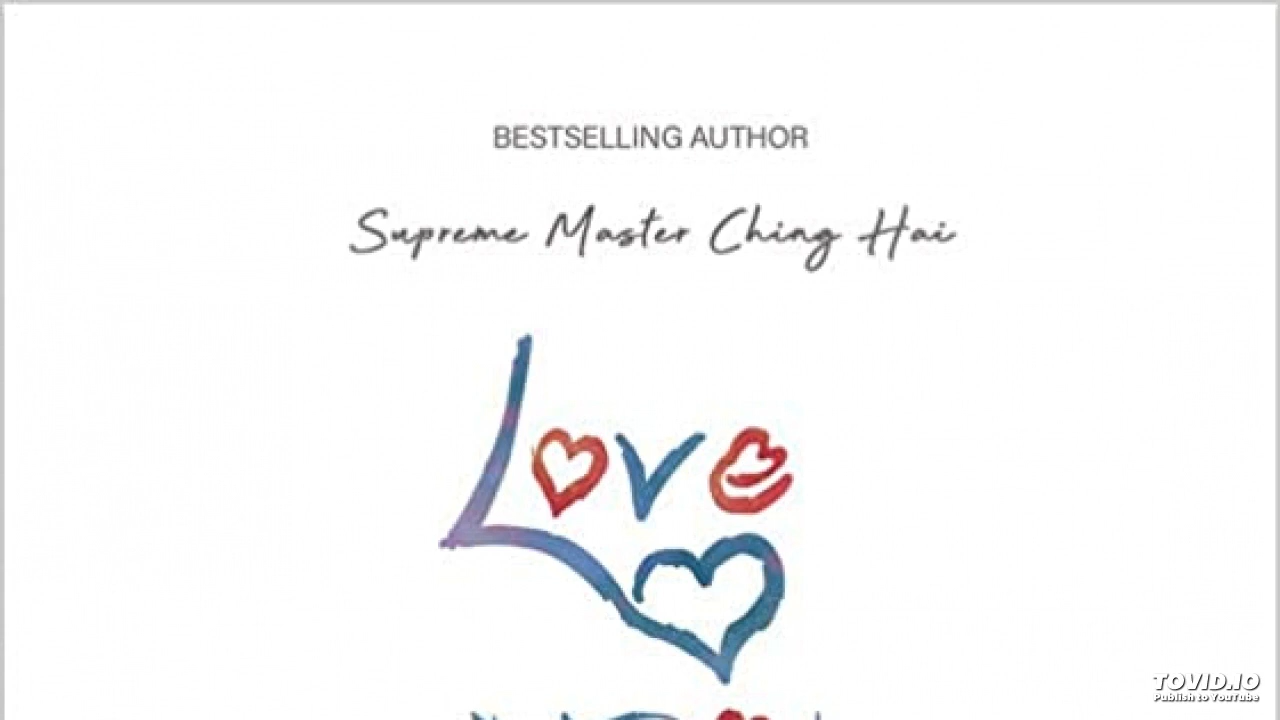 BESTSELLING AUTHOR
Supreme Master Ching Hai
Love
TOVID.IO
Publish to YouTube